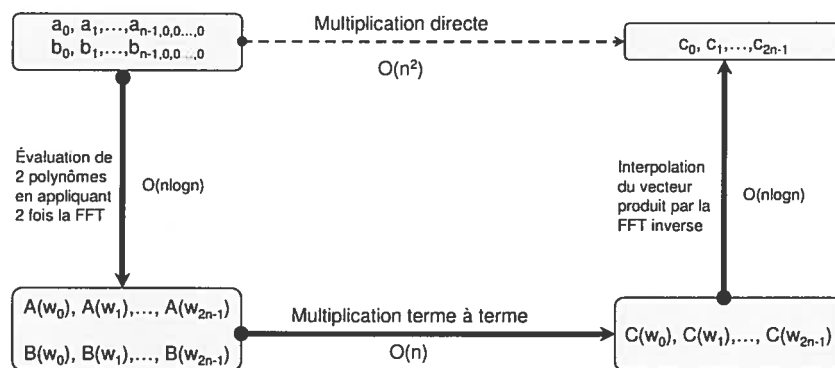 a0, a1,...,an-1,0,0...,0
b0, b1,...,bn-1,0,0...,0
Multiplication directe
O(n²)
c0, c1,...,c2n-1
Évaluation de
2 polynômes
en appliquant
2 fois la FFT
O(nlogn)
Interpolation
du vecteur
produit par la
FFT inverse
O(nlogn)
A(w0), A(w1),..., A(w2n-1)
B(w0), B(w1),..., B(w2n-1)
Multiplication terme à terme
O(n)
C(w0), C(w1),..., C(w2n-1)